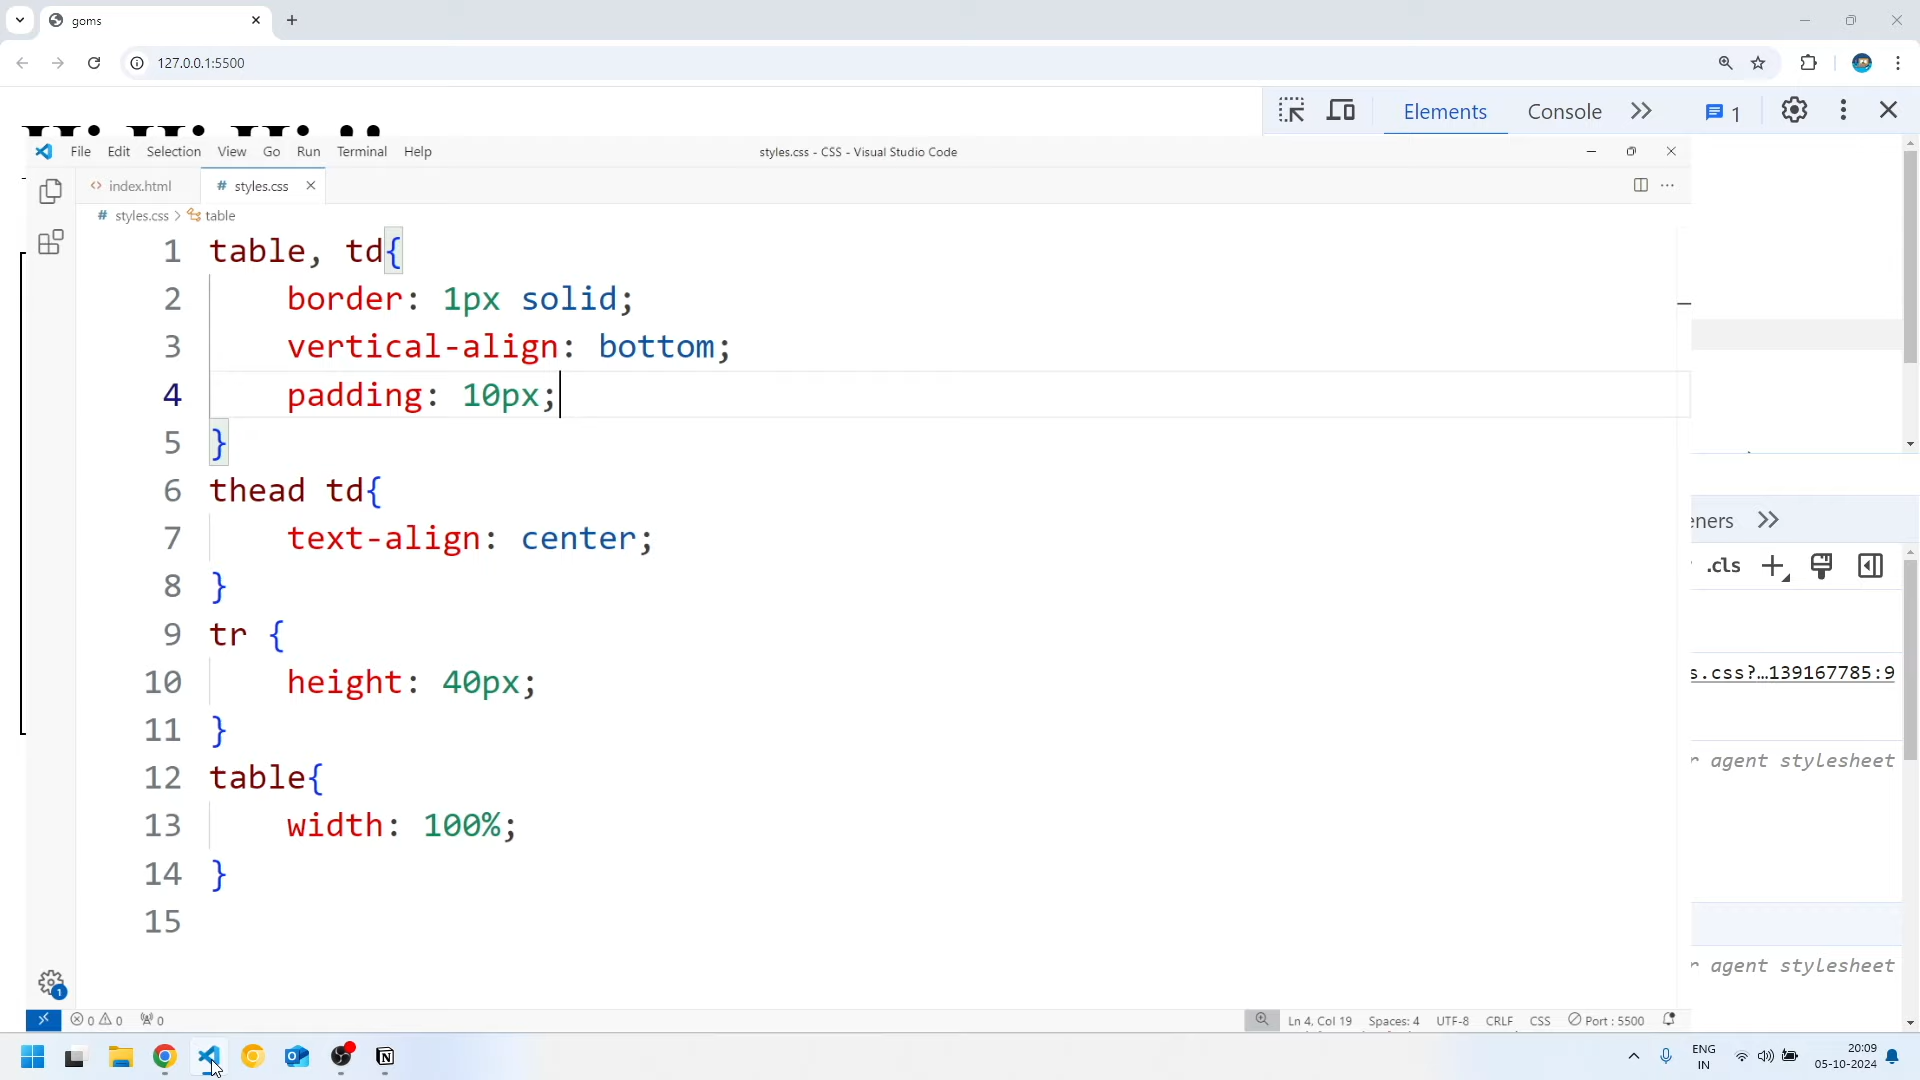 goms
127.0.0.1:5500
Elements
Console
1
File Edit Selection View Go Run Terminal Help
styles.css - CSS - Visual Studio Code
index.html
# styles.css
# styles.css > table
1 table, td{
2 border: 1px solid;
3 vertical-align: bottom;
4 padding: 10px;
5 }
6 thead td{
7 text-align: center;
8 }
9 tr {
10 height: 40px;
11 }
12 table{
13 width: 100%;
14 }
15
eners
.cls
s.css?…139167785:9
r agent stylesheet
r agent stylesheet
1
0 0 0
Ln 4, Col 19 Spaces: 4 UTF-8 CRLF CSS Port : 5500
ENG
IN
20:09
05-10-2024